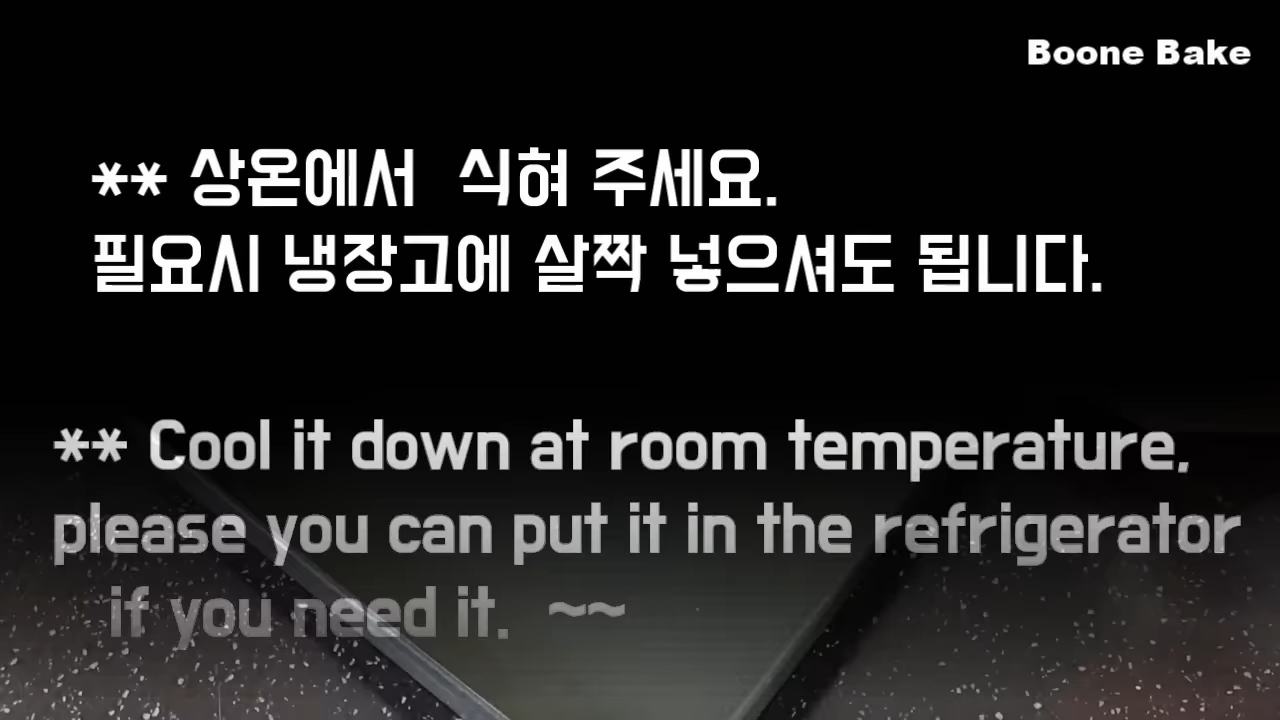 Boone Bake
** 상온에서 식혀 주세요.
필요시 냉장고에 살짝 넣으셔도 됩니다.
** Cool it down at room temperature,
please you can put it in the refrigerator
if you need it. ~~